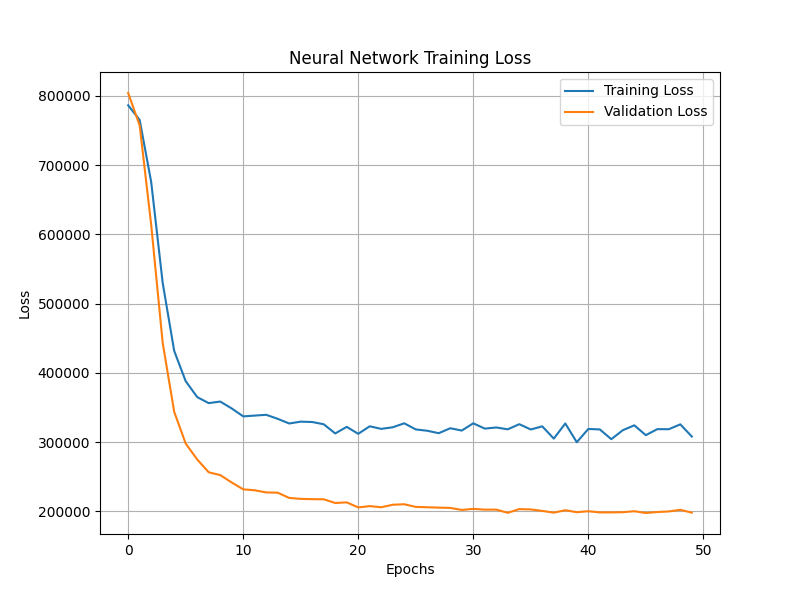 Neural Network Training Loss
Training Loss
Validation Loss
800000
700000
600000
500000
400000
300000
200000
0
10
20
30
40
50
Loss
Epochs